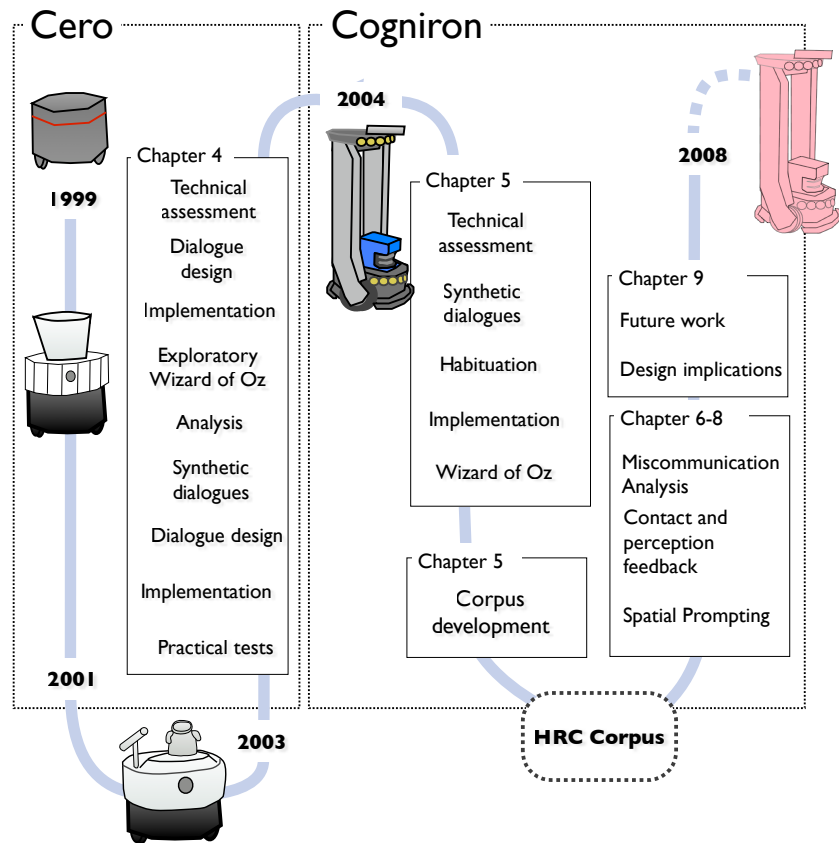 Cero
1999
Chapter 4
Technical
assessment
Dialogue
design
Implementation
Exploratory
Wizard of Oz
Analysis
Synthetic
dialogues
Dialogue design
Implementation
Practical tests
2001
2003
Cogniron
2004
Chapter 5
Technical
assessment
Synthetic
dialogues
Habituation
Implementation
Wizard of Oz
Chapter 5
Corpus
development
HRC Corpus
Chapter 6-8
Miscommunication
Analysis
Contact and
perception
feedback
Spatial Prompting
Chapter 9
Future work
Design implications
2008